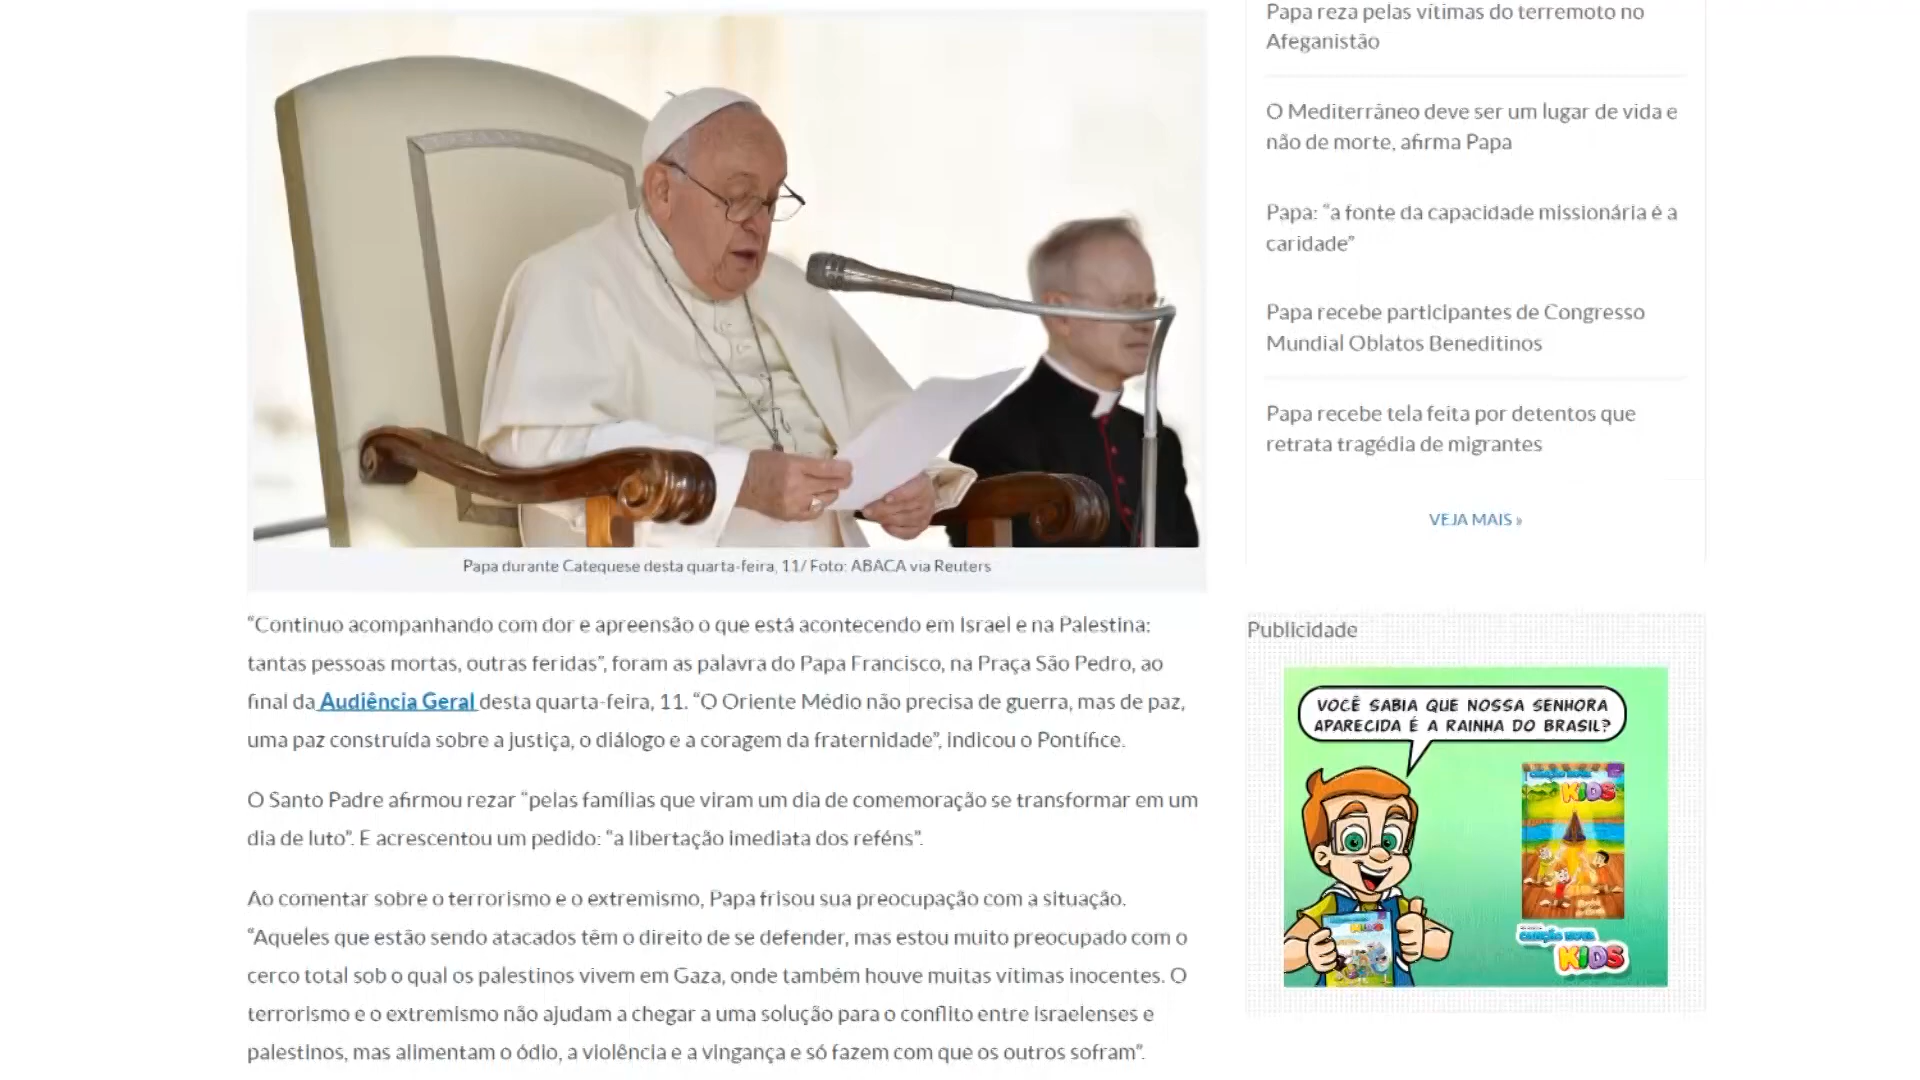 Papa durante Catequese desta quarta-feira, 11/ Foto: ABACA via Reuters
“Continuo acompanhando com dor e apreensão o que está acontecendo em Israel e na Palestina:
tantas pessoas mortas, outras feridas”, foram as palavra do Papa Francisco, na Praça São Pedro, ao
final da Audiência Geral desta quarta-feira, 11. “O Oriente Médio não precisa de guerra, mas de paz,
uma paz construída sobre a justiça, o diálogo e a coragem da fraternidade”, indicou o Pontífice.
O Santo Padre afirmou rezar “pelas famílias que viram um dia de comemoração se transformar em um
dia de luto”. E acrescentou um pedido: “a libertação imediata dos reféns”.
Ao comentar sobre o terrorismo e o extremismo, Papa frisou sua preocupação com a situação.
“Aqueles que estão sendo atacados têm o direito de se defender, mas estou muito preocupado com o
cerco total sob o qual os palestinos vivem em Gaza, onde também houve muitas vítimas inocentes. O
terrorismo e o extremismo não ajudam a chegar a uma solução para o conflito entre israelenses e
palestinos, mas alimentam o ódio, a violência e a vingança e só fazem com que os outros sofram”.
Papa reza pelas vítimas do terremoto no
Afeganistão
O Mediterrâneo deve ser um lugar de vida e
não de morte, afirma Papa
Papa: “a fonte da capacidade missionária é a
caridade”
Papa recebe participantes de Congresso
Mundial Oblatos Beneditinos
Papa recebe tela feita por detentos que
retrata tragédia de migrantes
VEJA MAIS »
Publicidade
VOCÊ SABIA QUE NOSSA SENHORA
APARECIDA É A RAINHA DO BRASIL?
KIDS
KIDS
CANÇÃO NOVA
KIDS